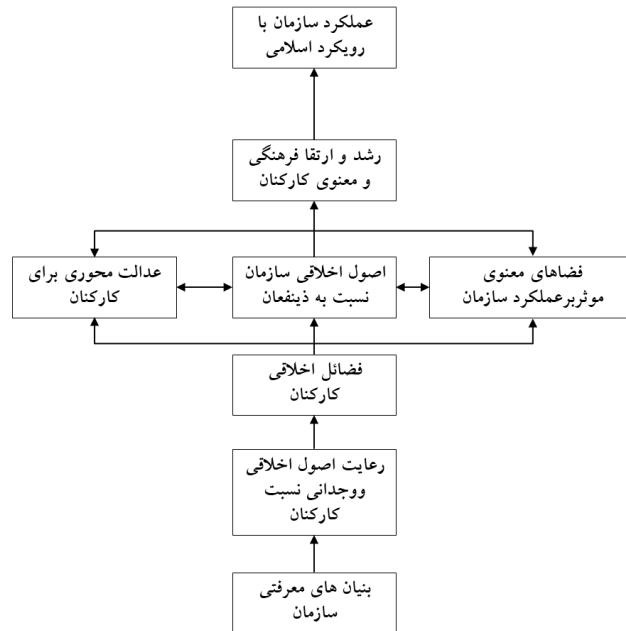 عملکرد سازمان با
رویکرد اسلامی
رشد و ارتقا فرهنگی
و معنوی کارکنان
فضاهای معنوی
موثربرعملکرد سازمان
اصول اخلاقی سازمان
نسبت به ذینفعان
عدالت محوری برای
کارکنان
فضائل اخلاقی
کارکنان
رعایت اصول اخلاقی
ووجدانی نسبت
کارکنان
بنیان های معرفتی
سازمان